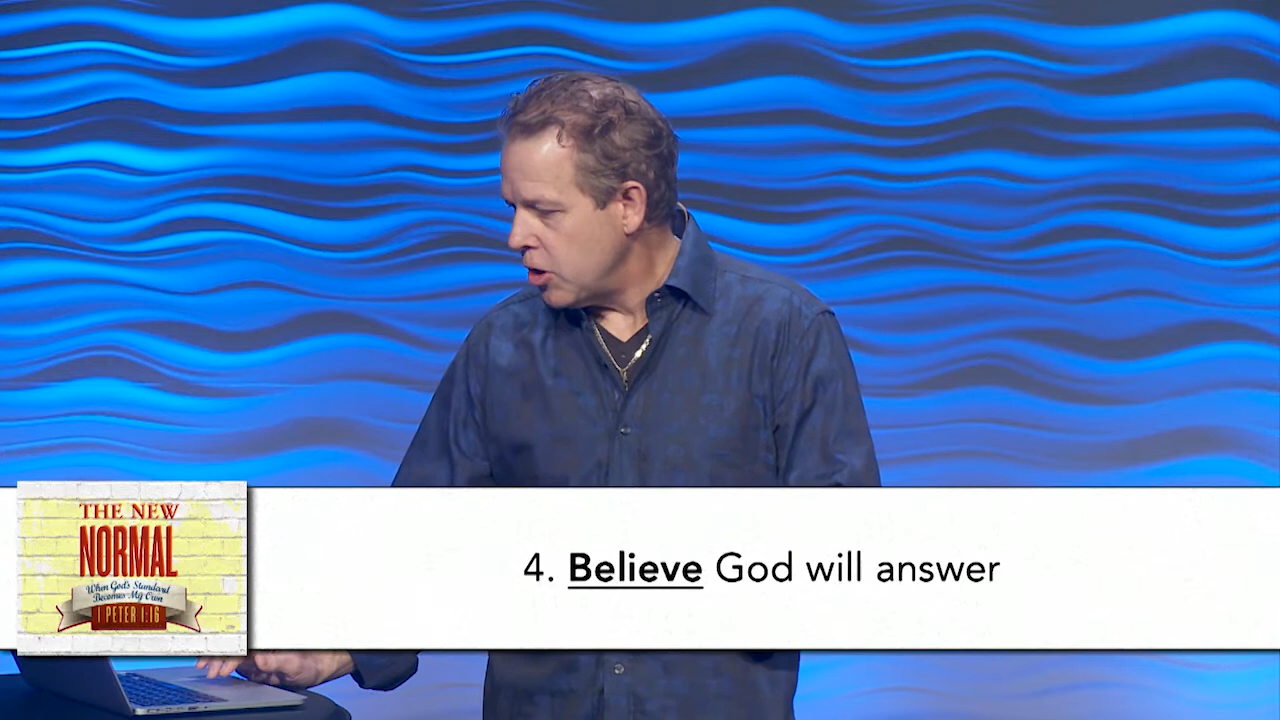 THE NEW
NORMAL
When God's Standard
Becomes My Own
1 PETER 1:16
4. Believe God will answer